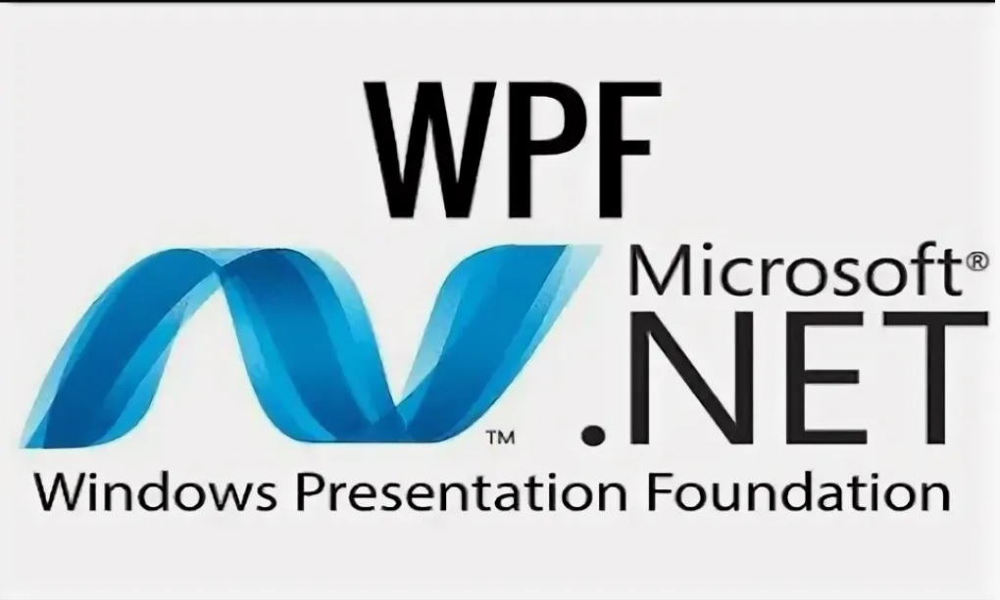 WPF
Microsoft®
.NET
™
Windows Presentation Foundation